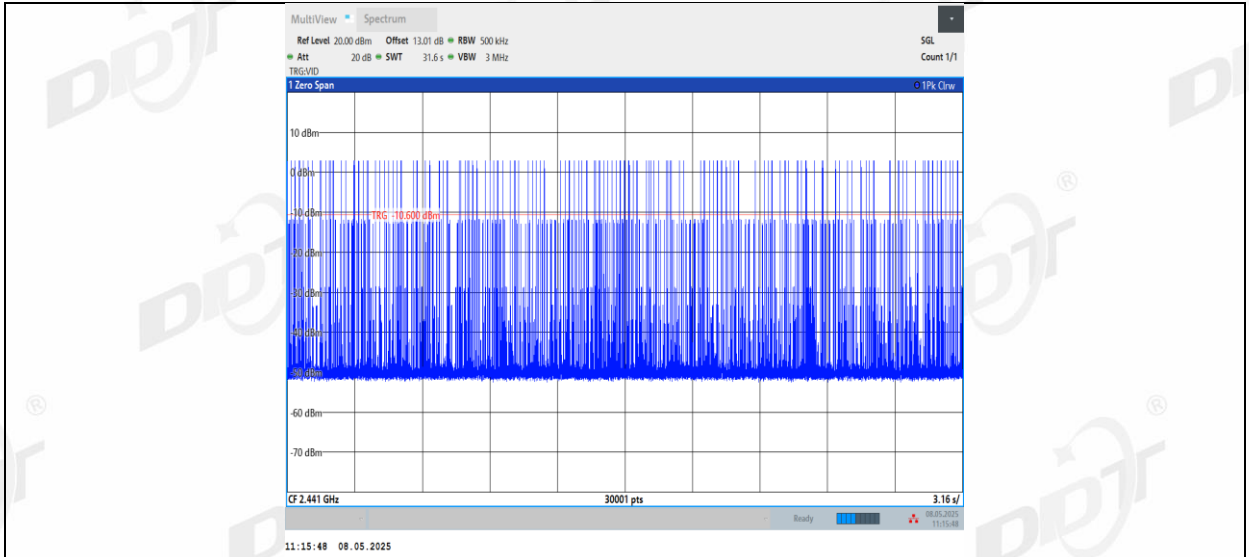 MultiView Spectrum
Ref Level 20.00 dBm Offset 13.01 dB RBW 500 kHz SGL
Att 20 dB SWT 31.6 s VBW 3 MHz Count 1/1
TRG:VID
1 Zero Span 1Pk Clrw
10 dBm
0 dBm
-10 dBm
TRG -10.600 dBm
-20 dBm
-30 dBm
-40 dBm
-50 dBm
-60 dBm
-70 dBm
CF 2.441 GHz 30001 pts 3.16 s/
Ready 08.05.2025
11:15:48
11:15:48 08.05.2025
DDT
®